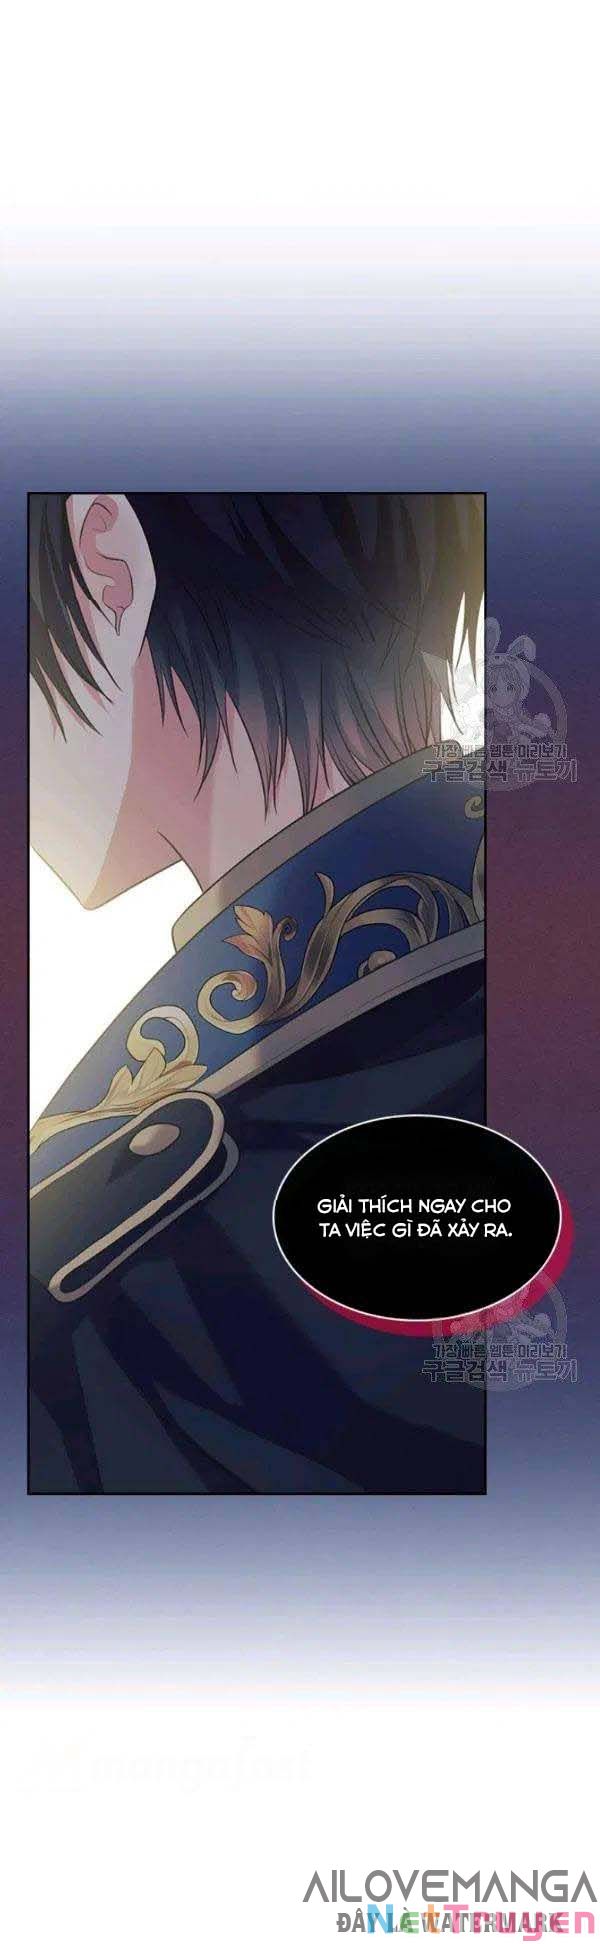 가장빠른 웹툰 미리보기
구글검색 뉴토끼
GIẢI THÍCH NGAY CHO
TA VIỆC GÌ ĐÃ XẢY RA.
가장빠른 웹툰 미리보기
구글검색 뉴토끼
mangafast
AILOVEMANGA
ĐÂY LÀ WATERMARK
NetTruyen